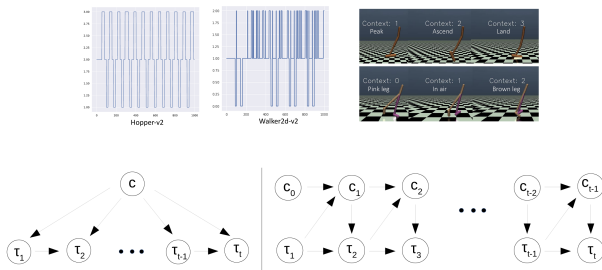 Hopper-v2
Walker2d-v2
Context: 1 Peak
Context: 2 Ascend
Context: 3 Land
Context: 0 Pink leg
Context: 1 In air
Context: 2 Brown leg
c
τ1 τ2 ••• τt-1 τt
c0 c1 c2 ••• ct-2 ct-1
τ1 τ2 τ3 τt-1 τt